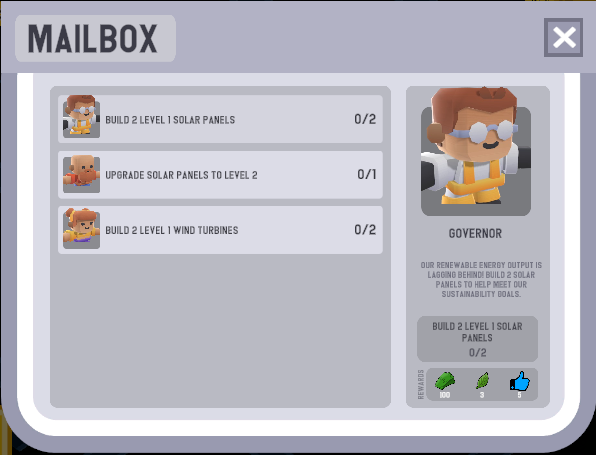 MAILBOX
BUILD 2 LEVEL 1 SOLAR PANELS 0/2
UPGRADE SOLAR PANELS TO LEVEL 2 0/1
BUILD 2 LEVEL 1 WIND TURBINES 0/2
GOVERNOR
OUR RENEWABLE ENERGY OUTPUT IS
LAGGING BEHIND! BUILD 2 SOLAR
PANELS TO HELP MEET OUR
SUSTAINABILITY GOALS.
BUILD 2 LEVEL 1 SOLAR
PANELS
0/2
REWARDS
100 3 5